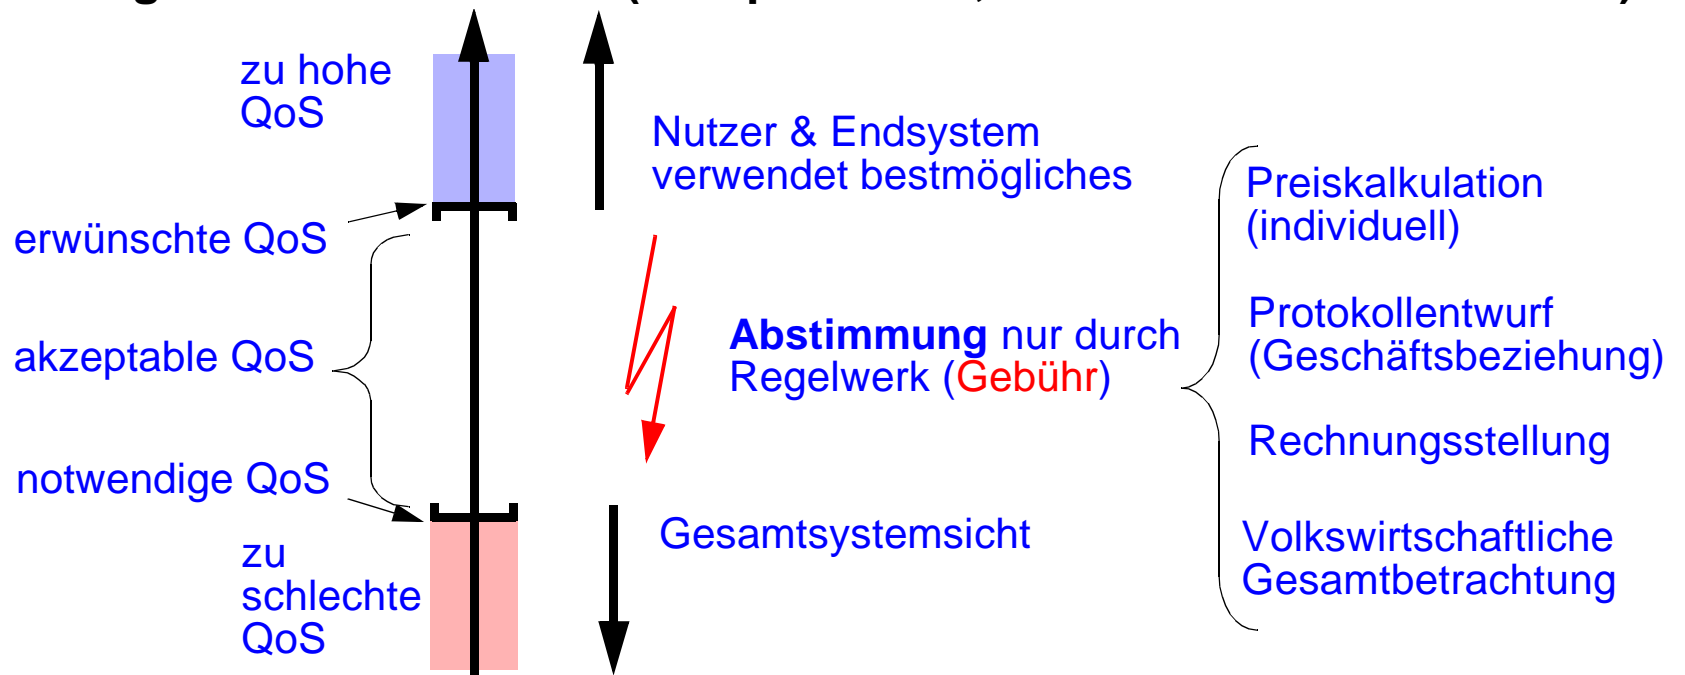 zu hohe
QoS
erwünschte QoS
akzeptable QoS
notwendige QoS
zu
schlechte
QoS
Nutzer & Endsystem
verwendet bestmögliches
Abstimmung nur durch
Regelwerk (Gebühr)
Gesamtsystemsicht
Preiskalkulation
(individuell)
Protokollentwurf
(Geschäftsbeziehung)
Rechnungsstellung
Volkswirtschaftliche
Gesamtbetrachtung